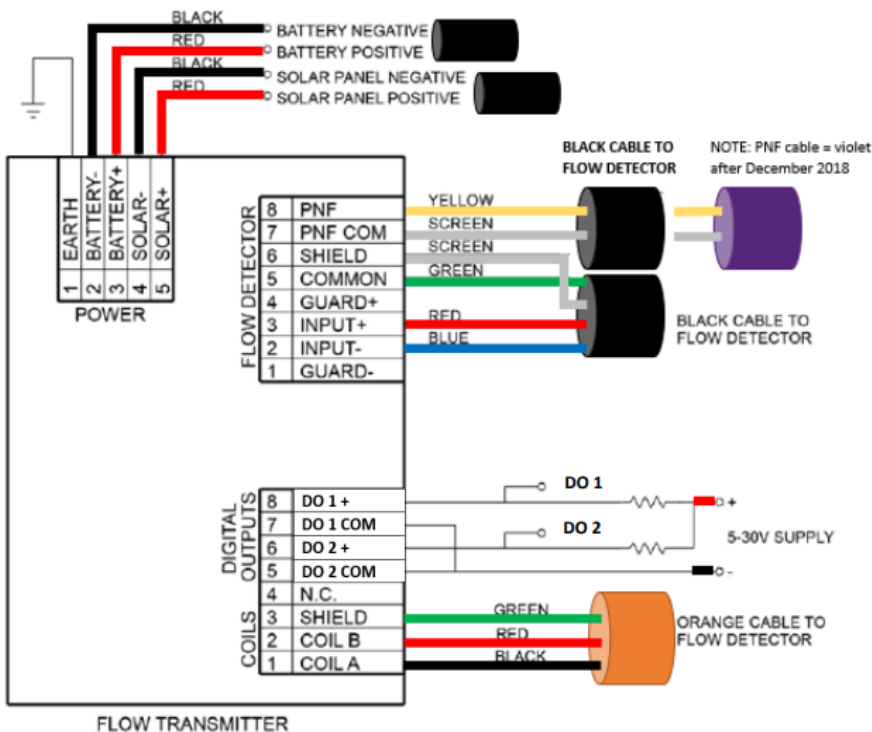 BLACK
BATTERY NEGATIVE
RED
BATTERY POSITIVE
BLACK
SOLAR PANEL NEGATIVE
RED
SOLAR PANEL POSITIVE
1 EARTH
2 BATTERY-
3 BATTERY+
4 SOLAR-
5 SOLAR+
POWER
BLACK CABLE TO
FLOW DETECTOR
NOTE: PNF cable = violet
after December 2018
FLOW DETECTOR
8 PNF
7 PNF COM
6 SHIELD
5 COMMON
4 GUARD+
3 INPUT+
2 INPUT-
1 GUARD-
YELLOW
SCREEN
SCREEN
GREEN
RED
BLUE
BLACK CABLE TO
FLOW DETECTOR
DIGITAL
OUTPUTS
8 DO 1 +
7 DO 1 COM
6 DO 2 +
5 DO 2 COM
4 N.C.
COILS
3 SHIELD
2 COIL B
1 COIL A
DO 1
DO 2
+
5-30V SUPPLY
-
GREEN
RED
BLACK
ORANGE CABLE TO
FLOW DETECTOR
FLOW TRANSMITTER